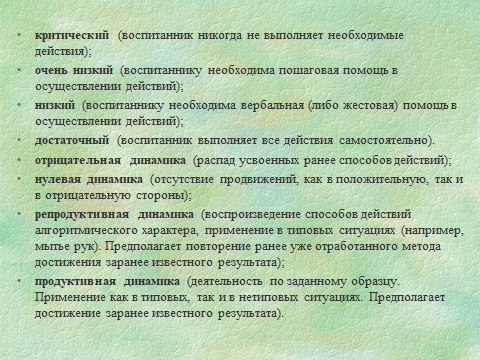 • критический (воспитанник никогда не выполняет необходимые
действия);
• очень низкий (воспитаннику необходима пошаговая помощь в
осуществлении действий);
• низкий (воспитаннику необходима вербальная (либо жестовая) помощь в
осуществлении действий);
• достаточный (воспитанник выполняет все действия самостоятельно).
• отрицательная динамика (распад усвоенных ранее способов действий);
• нулевая динамика (отсутствие продвижений, как в положительную, так и
в отрицательную стороны);
• репродуктивная динамика (воспроизведение способов действий
алгоритмического характера, применение в типовых ситуациях (например,
мытье рук). Предполагает повторение ранее уже отработанного метода
достижения заранее известного результата);
• продуктивная динамика (деятельность по заданному образцу.
Применение как в типовых, так и в нетиповых ситуациях. Предполагает
достижение заранее известного результата).